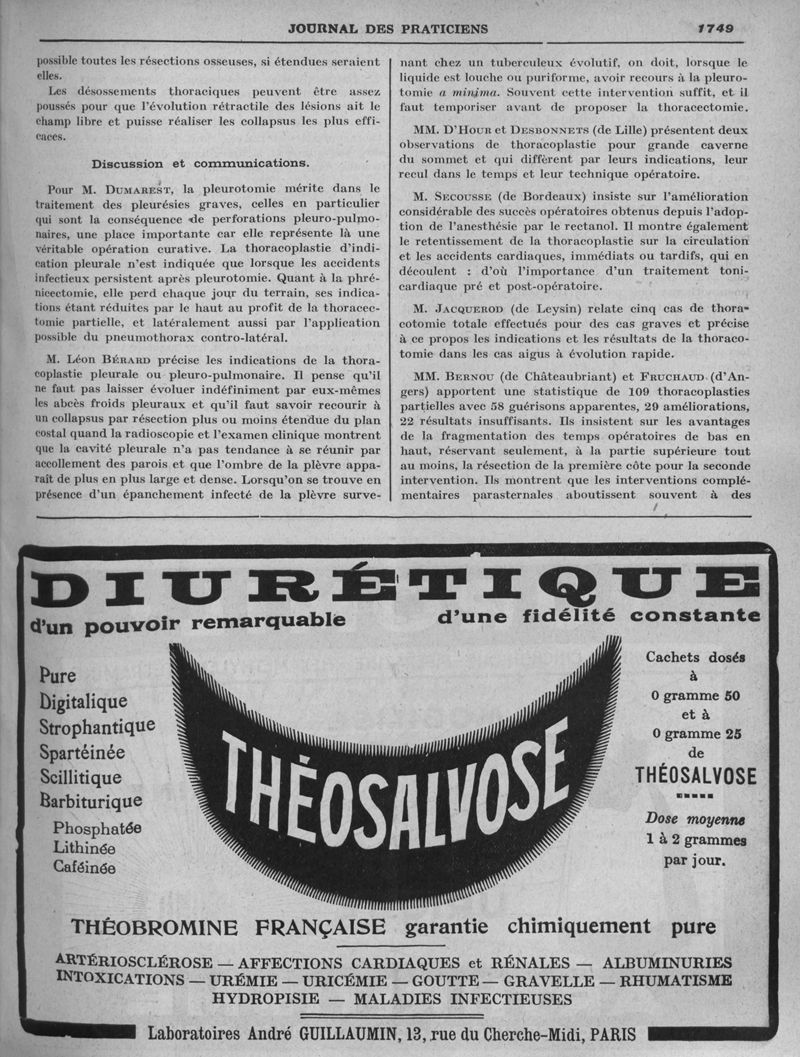 JOURNAL DES PRATICIENS
1749
possible toutes les résections osseuses, si étendues seraient
elles.
Les désossements thoraciques peuvent être assez
poussés pour que l'évolution rétractile des lésions ait le
champ libre et puisse réaliser les collapsus les plus effi-
caces.
Discussion et communications.
Pour M. DUMAREST, la pleurotomie mérite dans le
traitement des pleurésies graves, celles en particulier
qui sont la conséquence de perforations pleuro-pulmo-
naires, une place importante car elle représente là une
véritable opération curative. La thoracoplastie d'indi-
cation pleurale n'est indiquée que lorsque les accidents
infectieux persistent après pleurotomie. Quant à la phré-
nicectomie, elle perd chaque jour du terrain, ses indica-
tions étant réduites par le haut au profit de la thoracec-
tomie partielle, et latéralement aussi par l'application
possible du pneumothorax contro-latéral.
M. Léon BÉRARD précise les indications de la thora-
coplastie pleurale ou pleuro-pulmonaire. Il pense qu'il
ne faut pas laisser évoluer indéfiniment par eux-mêmes
les abcès froids pleuraux et qu'il faut savoir recourir à
un collapsus par résection plus ou moins étendue du plan
costal quand la radioscopie et l'examen clinique montrent
que la cavité pleurale n'a pas tendance à se réunir par
accollement des parois et que l'ombre de la plèvre appa-
raît de plus en plus large et dense. Lorsqu'on se trouve en
présence d'un épanchement infecté de la plèvre surve-
nant chez un tuberculeux évolutif, on doit, lorsque le
liquide est louche ou puriforme, avoir recours à la pleuro-
tomie a minima. Souvent cette intervention suffit, et il
faut temporiser avant de proposer la thoracectomie.
MM. D'HOUR et DESBONNETS (de Lille) présentent deux
observations de thoracoplastie pour grande caverne
du sommet et qui diffèrent par leurs indications, leur
recul dans le temps et leur technique opératoire.
M. SECOUSSE (de Bordeaux) insiste sur l'amélioration
considérable des succès opératoires obtenus depuis l'adop-
tion de l'anesthésie par le rectanol. Il montre également
le retentissement de la thoracoplastie sur la circulation
et les accidents cardiaques, immédiats ou tardifs, qui en
découlent : d'où l'importance d'un traitement toni-
cardiaque pré et post-opératoire.
M. JACQUEROD (de Leysin) relate cinq cas de thora-
cotomie totale effectués pour des cas graves et précise
à ce propos les indications et les résultats de la thoraco-
tomie dans les cas aigus à évolution rapide.
MM. BERNOU (de Châteaubriant) et FRUCHAUD (d'An-
gers) apportent une statistique de 109 thoracoplasties
partielles avec 58 guérisons apparentes, 29 améliorations,
22 résultats insuffisants. Ils insistent sur les avantages
de la fragmentation des temps opératoires de bas en
haut, réservant seulement, à la partie supérieure tout
au moins, la résection de la première côte pour la seconde
intervention. Ils montrent que les interventions complé-
mentaires parasternales aboutissent souvent à des
DIURÉTIQUE
d'un pouvoir remarquable
d'une fidélité constante
Pure
Digitalique
Strophantique
Spartéinée
Scillitique
Barbiturique
Phosphatée
Lithinée
Caféinée
THÉOSALVOSE
Cachets dosés
à
0 gramme 50
et à
0 gramme 25
de
THÉOSALVOSE
Dose moyenne
1 à 2 grammes
par jour.
THÉOBROMINE FRANÇAISE garantie chimiquement pure
ARTÉRIOSCLÉROSE — AFFECTIONS CARDIAQUES et RÉNALES — ALBUMINURIES
INTOXICATIONS — URÉMIE — URICÉMIE — GOUTTE — GRAVELLE — RHUMATISME
HYDROPISIE — MALADIES INFECTIEUSES
Laboratoires André GUILLAUMIN, 13, rue du Cherche-Midi, PARIS